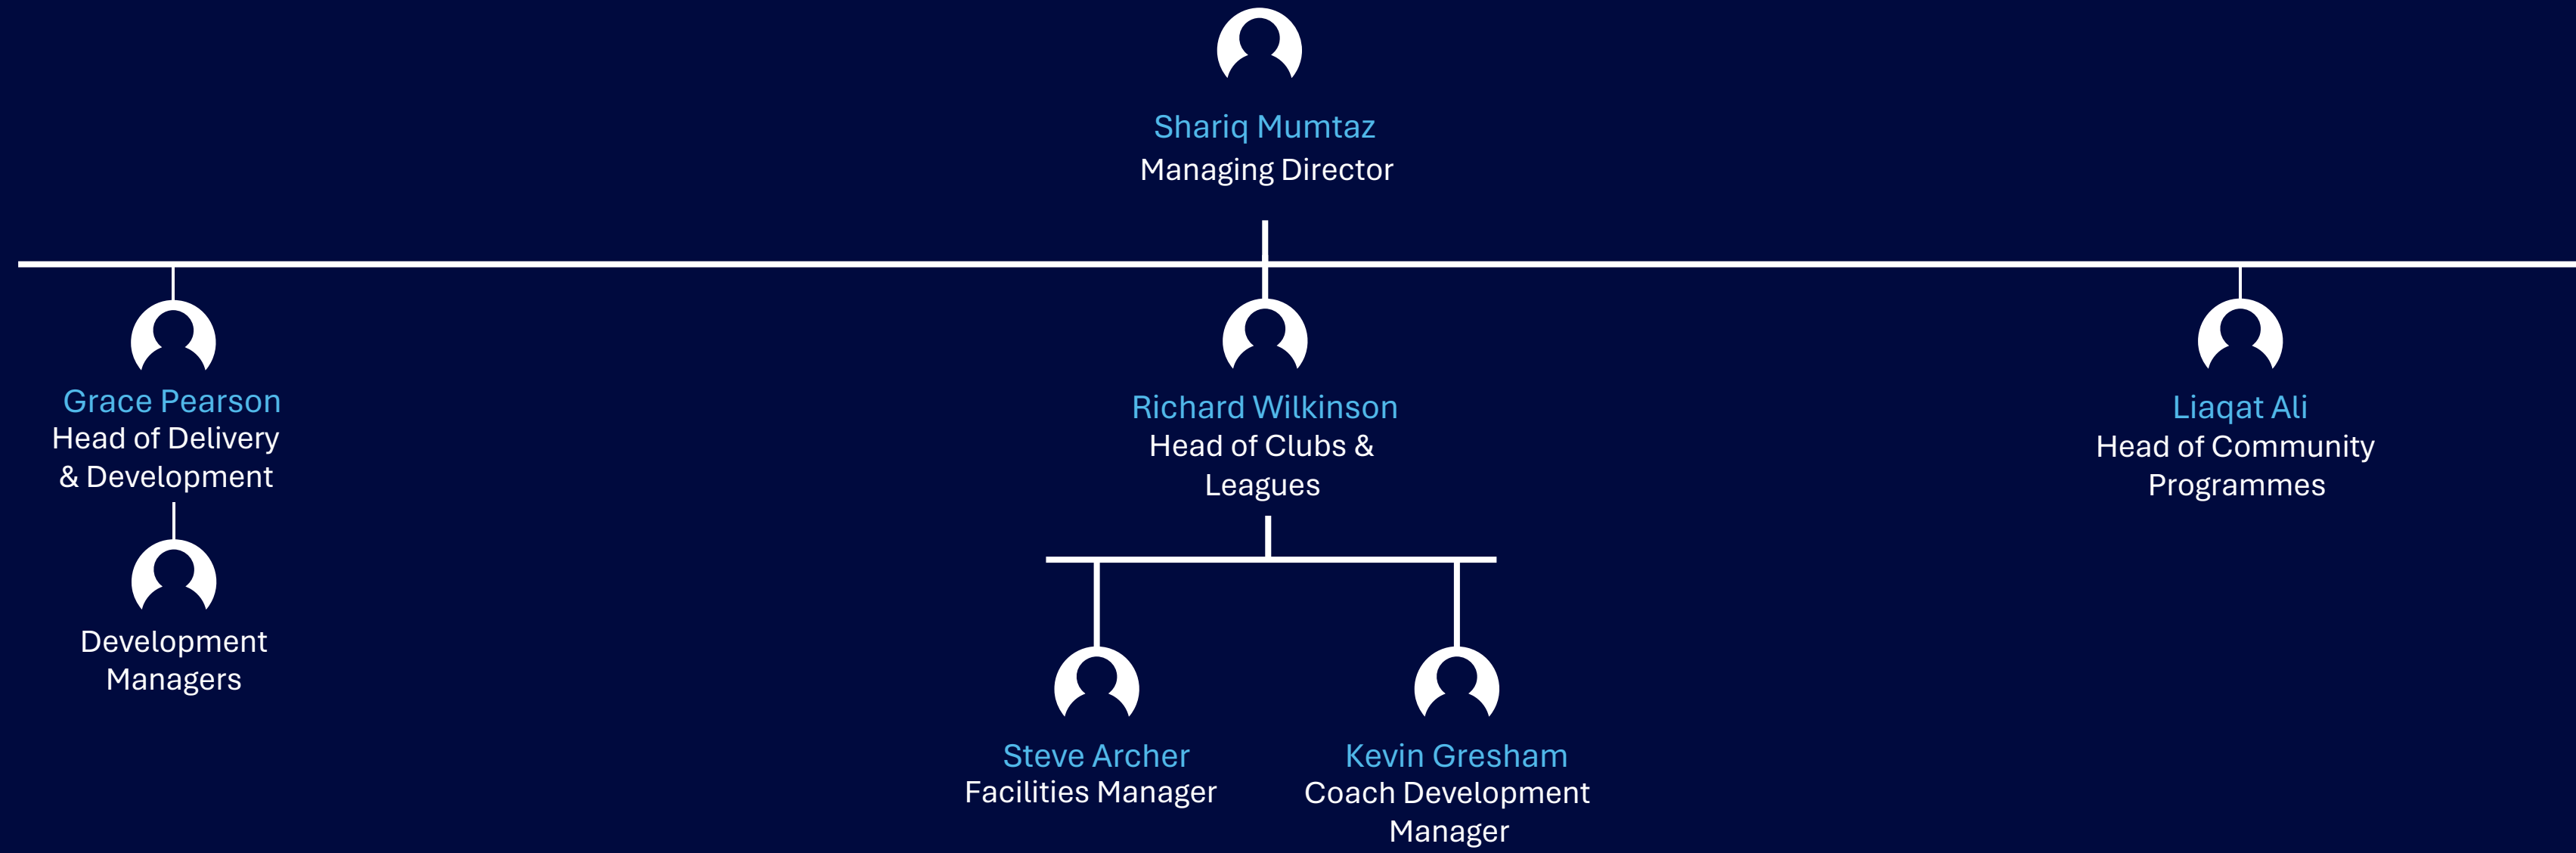 Shariq Mumtaz
Managing Director
Grace Pearson
Head of Delivery
& Development
Richard Wilkinson
Head of Clubs &
Leagues
Liaqat Ali
Head of Community
Programmes
Development
Managers
Steve Archer
Facilities Manager
Kevin Gresham
Coach Development
Manager